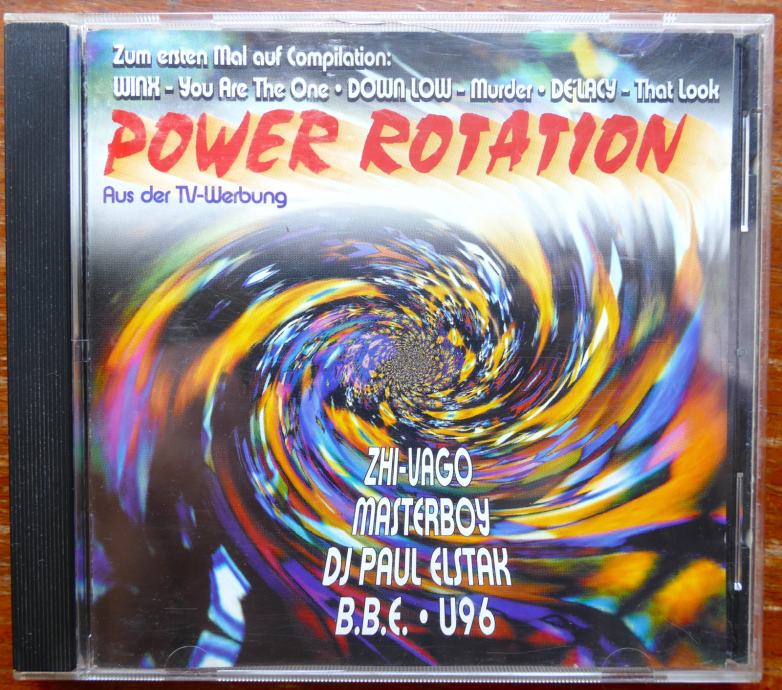 Zum ersten Mal auf Compilation:
WINX - You Are The One • DOWN LOW - Murder • DE'LACY - That Look
POWER ROTATION
Aus der TV-Werbung
ZHI-VAGO
MASTERBOY
DJ PAUL ELSTAK
B.B.E. • U96